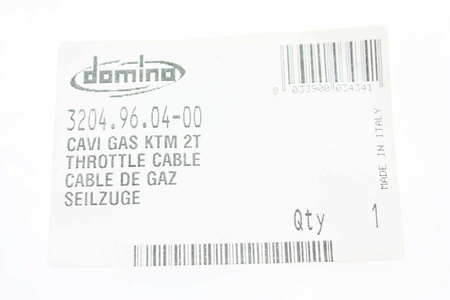 domino
8 033900 034341
3204.96.04-00
CAVI GAS KTM 2T
THROTTLE CABLE
CABLE DE GAZ
SEILZUGE
MADE IN ITALY
Qty 1